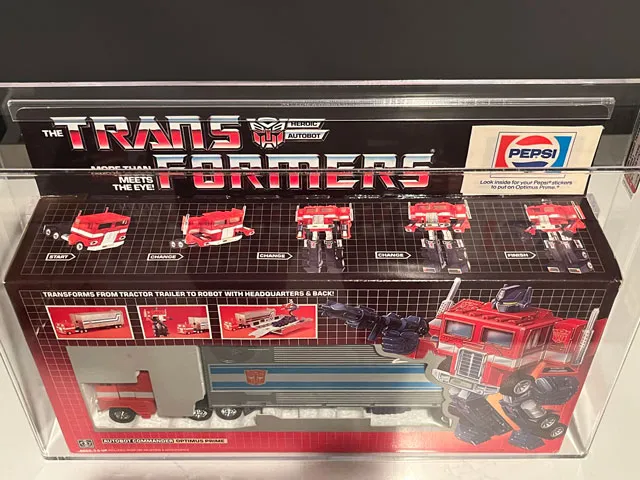 THE TRANSFORMERS
HEROIC
AUTOBOT
MORE THAN
MEETS
THE EYE!
PEPSI
Look inside for your Pepsi® stickers
to put on Optimus Prime.®
START
CHANGE
CHANGE
CHANGE
FINISH
TRANSFORMS FROM TRACTOR TRAILER TO ROBOT WITH HEADQUARTERS & BACK!
AUTOBOT COMMANDER OPTIMUS PRIME